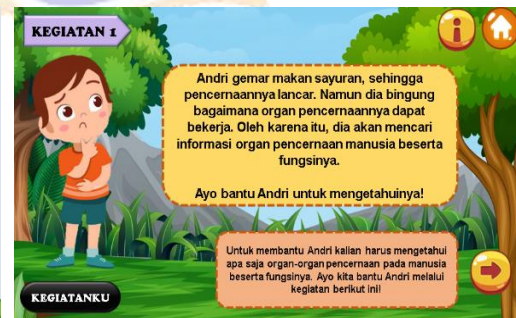 KEGIATAN 1
Andri gemar makan sayuran, sehingga
pencernaannya lancar. Namun dia bingung
bagaimana organ pencernaannya dapat
bekerja. Oleh karena itu, dia akan mencari
informasi organ pencernaan manusia beserta
fungsinya.
Ayo bantu Andri untuk mengetahuinya!
Untuk membantu Andri kalian harus mengetahui
apa saja organ-organ pencernaan pada manusia
beserta fungsinya. Ayo kita bantu Andri melalui
kegiatan berikut ini!
KEGIATANKU